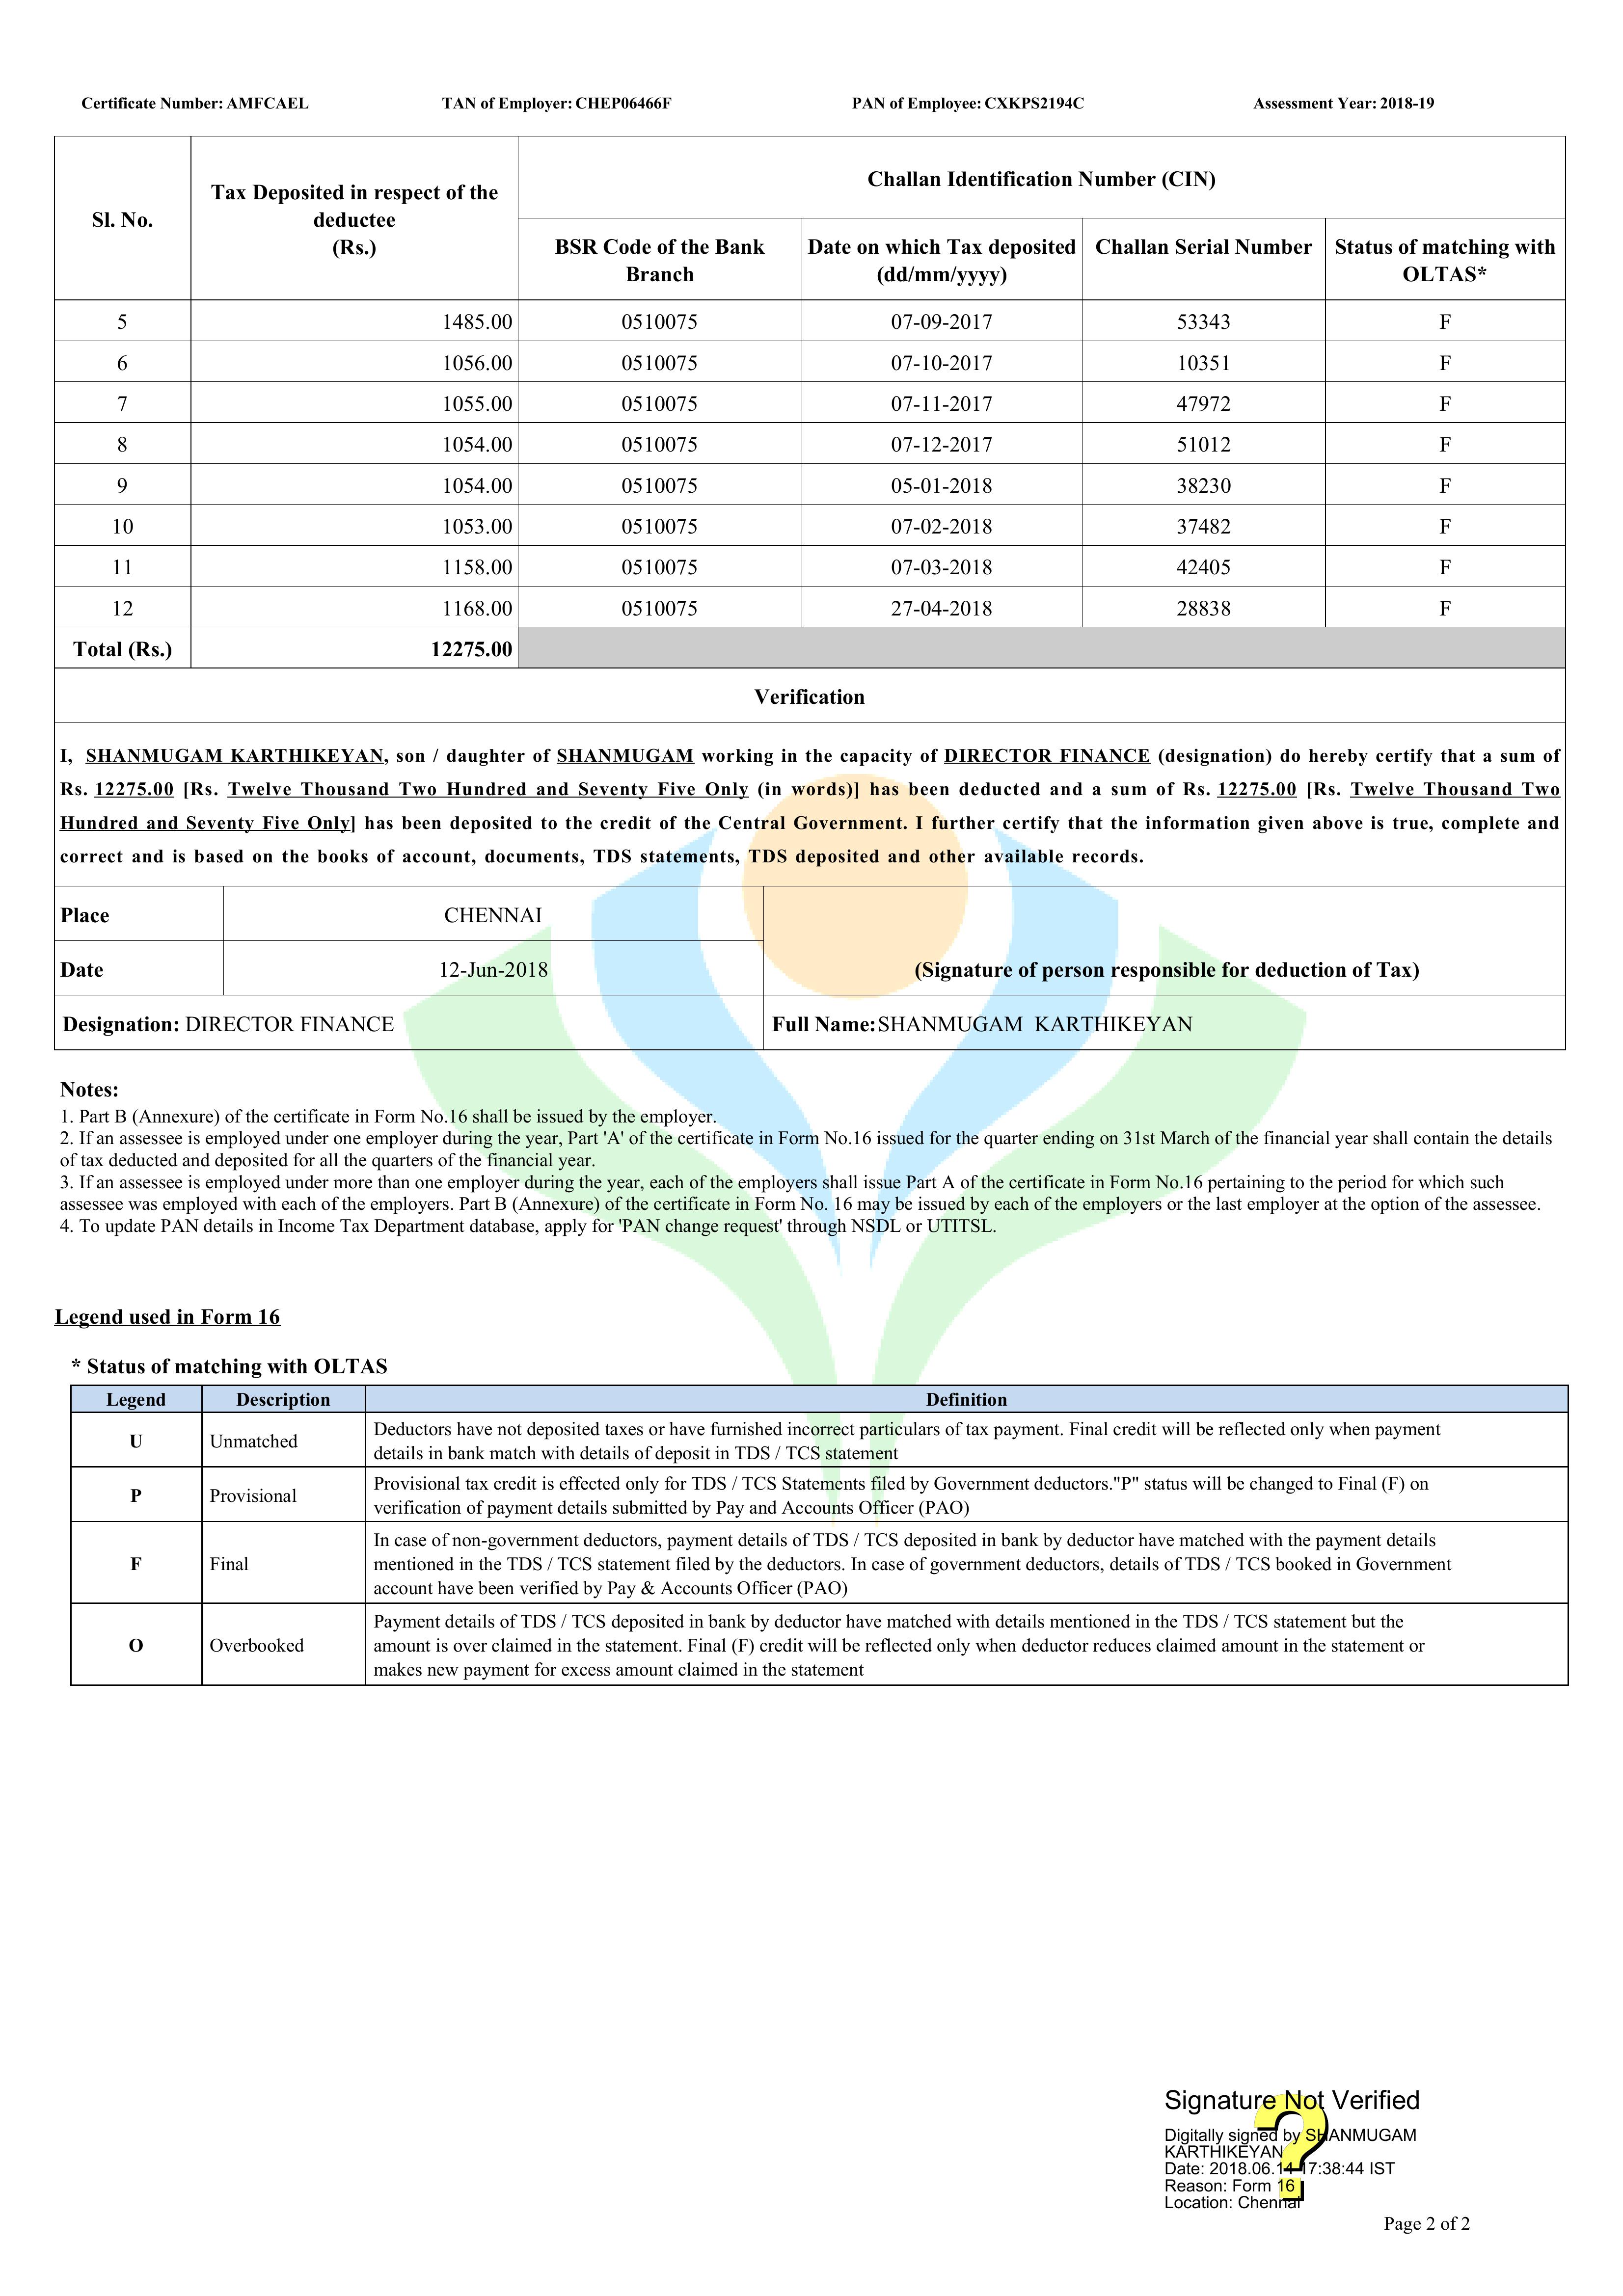 Certificate Number: AMFCAEL TAN of Employer: CHEP06466F PAN of Employee: CXKPS2194C Assessment Year: 2018-19
Sl. No.
Tax Deposited in respect of the
deductee
(Rs.)
Challan Identification Number (CIN)
BSR Code of the Bank
Branch
Date on which Tax deposited
(dd/mm/yyyy)
Challan Serial Number
Status of matching with
OLTAS*
5 1485.00 0510075 07-09-2017 53343 F
6 1056.00 0510075 07-10-2017 10351 F
7 1055.00 0510075 07-11-2017 47972 F
8 1054.00 0510075 07-12-2017 51012 F
9 1054.00 0510075 05-01-2018 38230 F
10 1053.00 0510075 07-02-2018 37482 F
11 1158.00 0510075 07-03-2018 42405 F
12 1168.00 0510075 27-04-2018 28838 F
Total (Rs.) 12275.00
Verification
I, SHANMUGAM KARTHIKEYAN, son / daughter of SHANMUGAM working in the capacity of DIRECTOR FINANCE (designation) do hereby certify that a sum of
Rs. 12275.00 [Rs. Twelve Thousand Two Hundred and Seventy Five Only (in words)] has been deducted and a sum of Rs. 12275.00 [Rs. Twelve Thousand Two
Hundred and Seventy Five Only] has been deposited to the credit of the Central Government. I further certify that the information given above is true, complete and
correct and is based on the books of account, documents, TDS statements, TDS deposited and other available records.
Place CHENNAI
Date 12-Jun-2018 (Signature of person responsible for deduction of Tax)
Designation: DIRECTOR FINANCE Full Name: SHANMUGAM KARTHIKEYAN
Notes:
1. Part B (Annexure) of the certificate in Form No.16 shall be issued by the employer.
2. If an assessee is employed under one employer during the year, Part 'A' of the certificate in Form No.16 issued for the quarter ending on 31st March of the financial year shall contain the details
of tax deducted and deposited for all the quarters of the financial year.
3. If an assessee is employed under more than one employer during the year, each of the employers shall issue Part A of the certificate in Form No.16 pertaining to the period for which such
assessee was employed with each of the employers. Part B (Annexure) of the certificate in Form No. 16 may be issued by each of the employers or the last employer at the option of the assessee.
4. To update PAN details in Income Tax Department database, apply for 'PAN change request' through NSDL or UTITSL.
Legend used in Form 16
* Status of matching with OLTAS
Legend Description Definition
U Unmatched
Deductors have not deposited taxes or have furnished incorrect particulars of tax payment. Final credit will be reflected only when payment
details in bank match with details of deposit in TDS / TCS statement
P Provisional
Provisional tax credit is effected only for TDS / TCS Statements filed by Government deductors."P" status will be changed to Final (F) on
verification of payment details submitted by Pay and Accounts Officer (PAO)
F Final
In case of non-government deductors, payment details of TDS / TCS deposited in bank by deductor have matched with the payment details
mentioned in the TDS / TCS statement filed by the deductors. In case of government deductors, details of TDS / TCS booked in Government
account have been verified by Pay & Accounts Officer (PAO)
O Overbooked
Payment details of TDS / TCS deposited in bank by deductor have matched with details mentioned in the TDS / TCS statement but the
amount is over claimed in the statement. Final (F) credit will be reflected only when deductor reduces claimed amount in the statement or
makes new payment for excess amount claimed in the statement
Signature Not Verified
Digitally signed by SHANMUGAM
KARTHIKEYAN
Date: 2018.06.14 17:38:44 IST
Reason: Form 16
Location: Chennai
?
Page 2 of 2